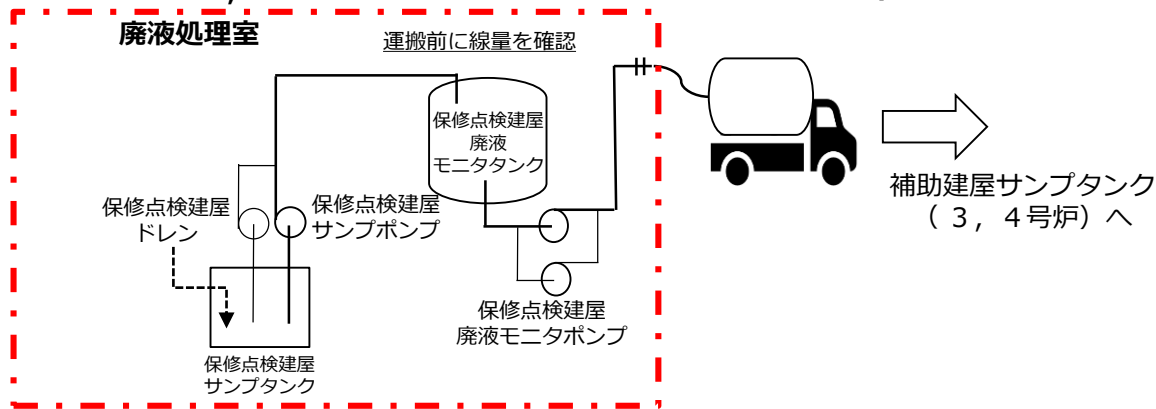 廃液処理室
運搬前に線量を確認
保修点検建屋
廃液
モニタタンク
保修点検建屋
ドレン
保修点検建屋
サンプポンプ
補助建屋サンプタンク
（３，４号炉）へ
保修点検建屋
廃液モニタポンプ
保修点検建屋
サンプタンク